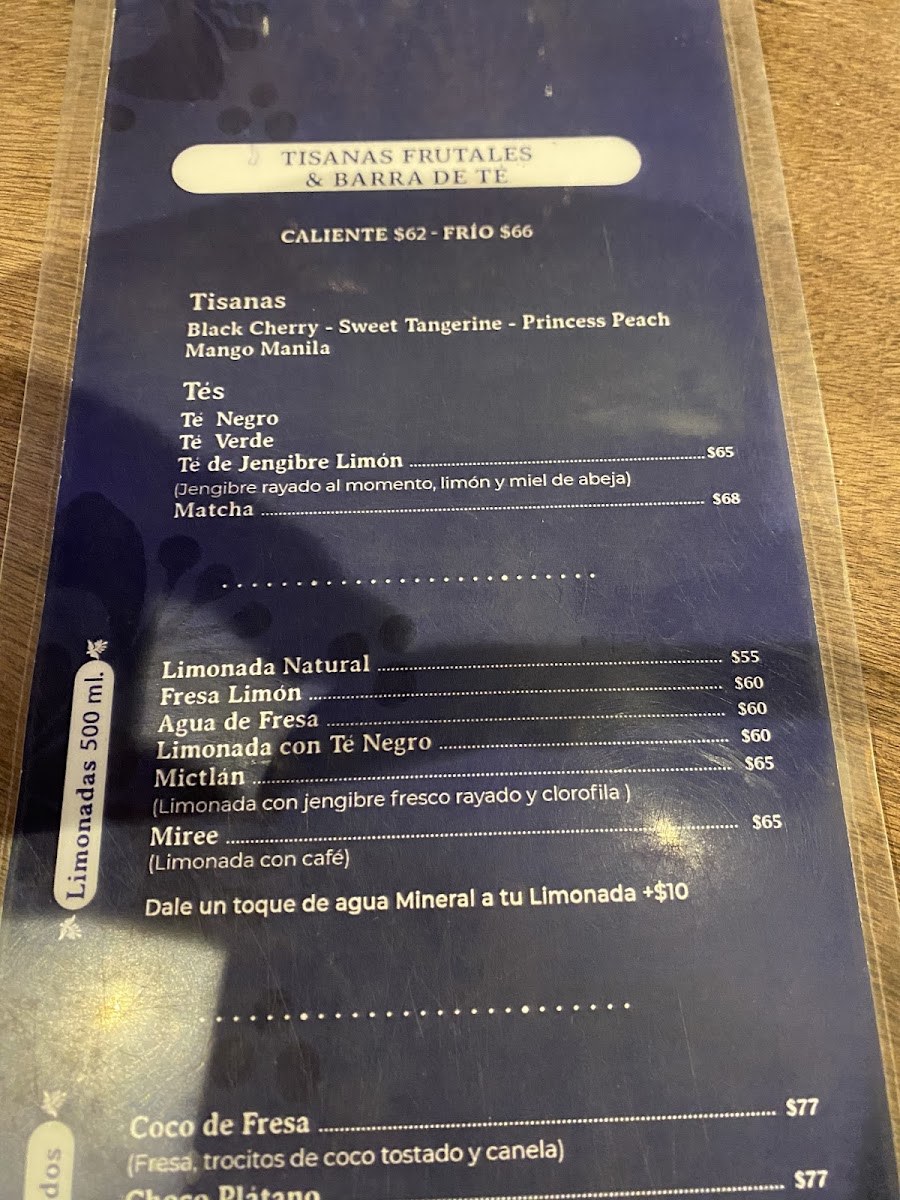 TISANAS FRUTALES
& BARRA DE TÉ
CALIENTE $62 - FRÍO $66
Tisanas
Black Cherry - Sweet Tangerine - Princess Peach
Mango Manila
Tés
Té Negro
Té Verde
Té de Jengibre Limón ........ $65
(Jengibre rayado al momento, limón y miel de abeja)
Matcha ........ $68
Limonadas 500 ml.
Limonada Natural ........ $55
Fresa Limón ........ $60
Agua de Fresa ........ $60
Limonada con Té Negro ........ $60
Mictlán ........ $65
(Limonada con jengibre fresco rayado y clorofila )
Miree ........ $65
(Limonada con café)
Dale un toque de agua Mineral a tu Limonada +$10
Coco de Fresa ........ $77
(Fresa, trocitos de coco tostado y canela)
Choco Plátano ........ $77